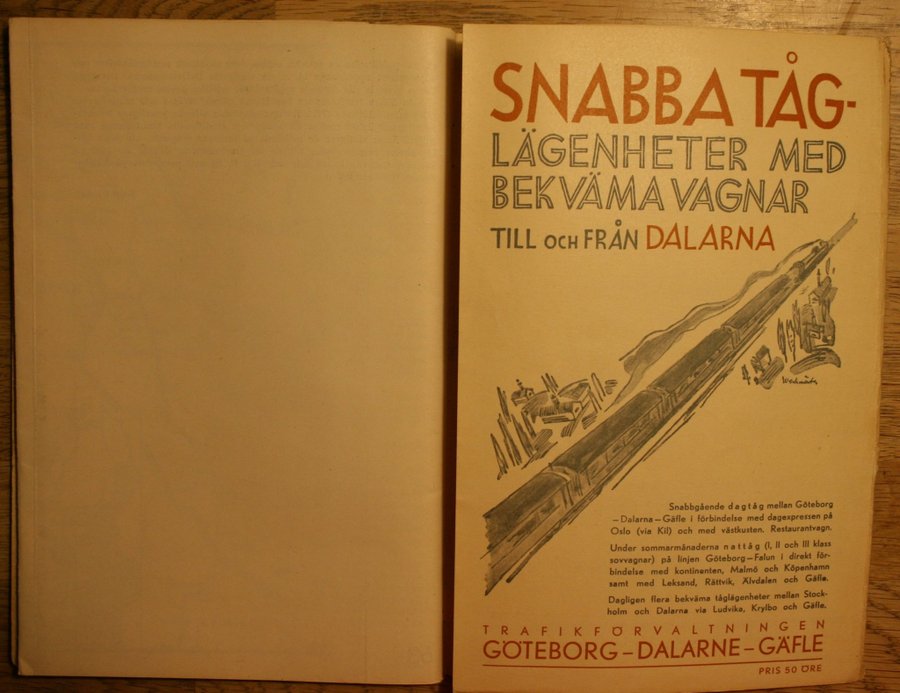 SNABBA TÅG-
LÄGENHETER MED
BEKVÄMA VAGNAR
TILL OCH FRÅN DALARNA
Snabbgående dagtåg mellan Göteborg
–Dalarna–Gäfle i förbindelse med dagexpressen på
Oslo (via Kil) och med västkusten. Restaurantvagn.
Under sommarmånaderna nattåg (I, II och III klass
sovvagnar) på linjen Göteborg–Falun i direkt för-
bindelse med kontinenten, Malmö och Köpenhamn
samt med Leksand, Rättvik, Älvdalen och Gäfle.
Dagligen flera bekväma tåglägenheter mellan Stock-
holm och Dalarna via Ludvika, Krylbo och Gäfle.
TRAFIKFÖRVALTNINGEN
GÖTEBORG–DALARNE–GÄFLE
PRIS 50 ÖRE